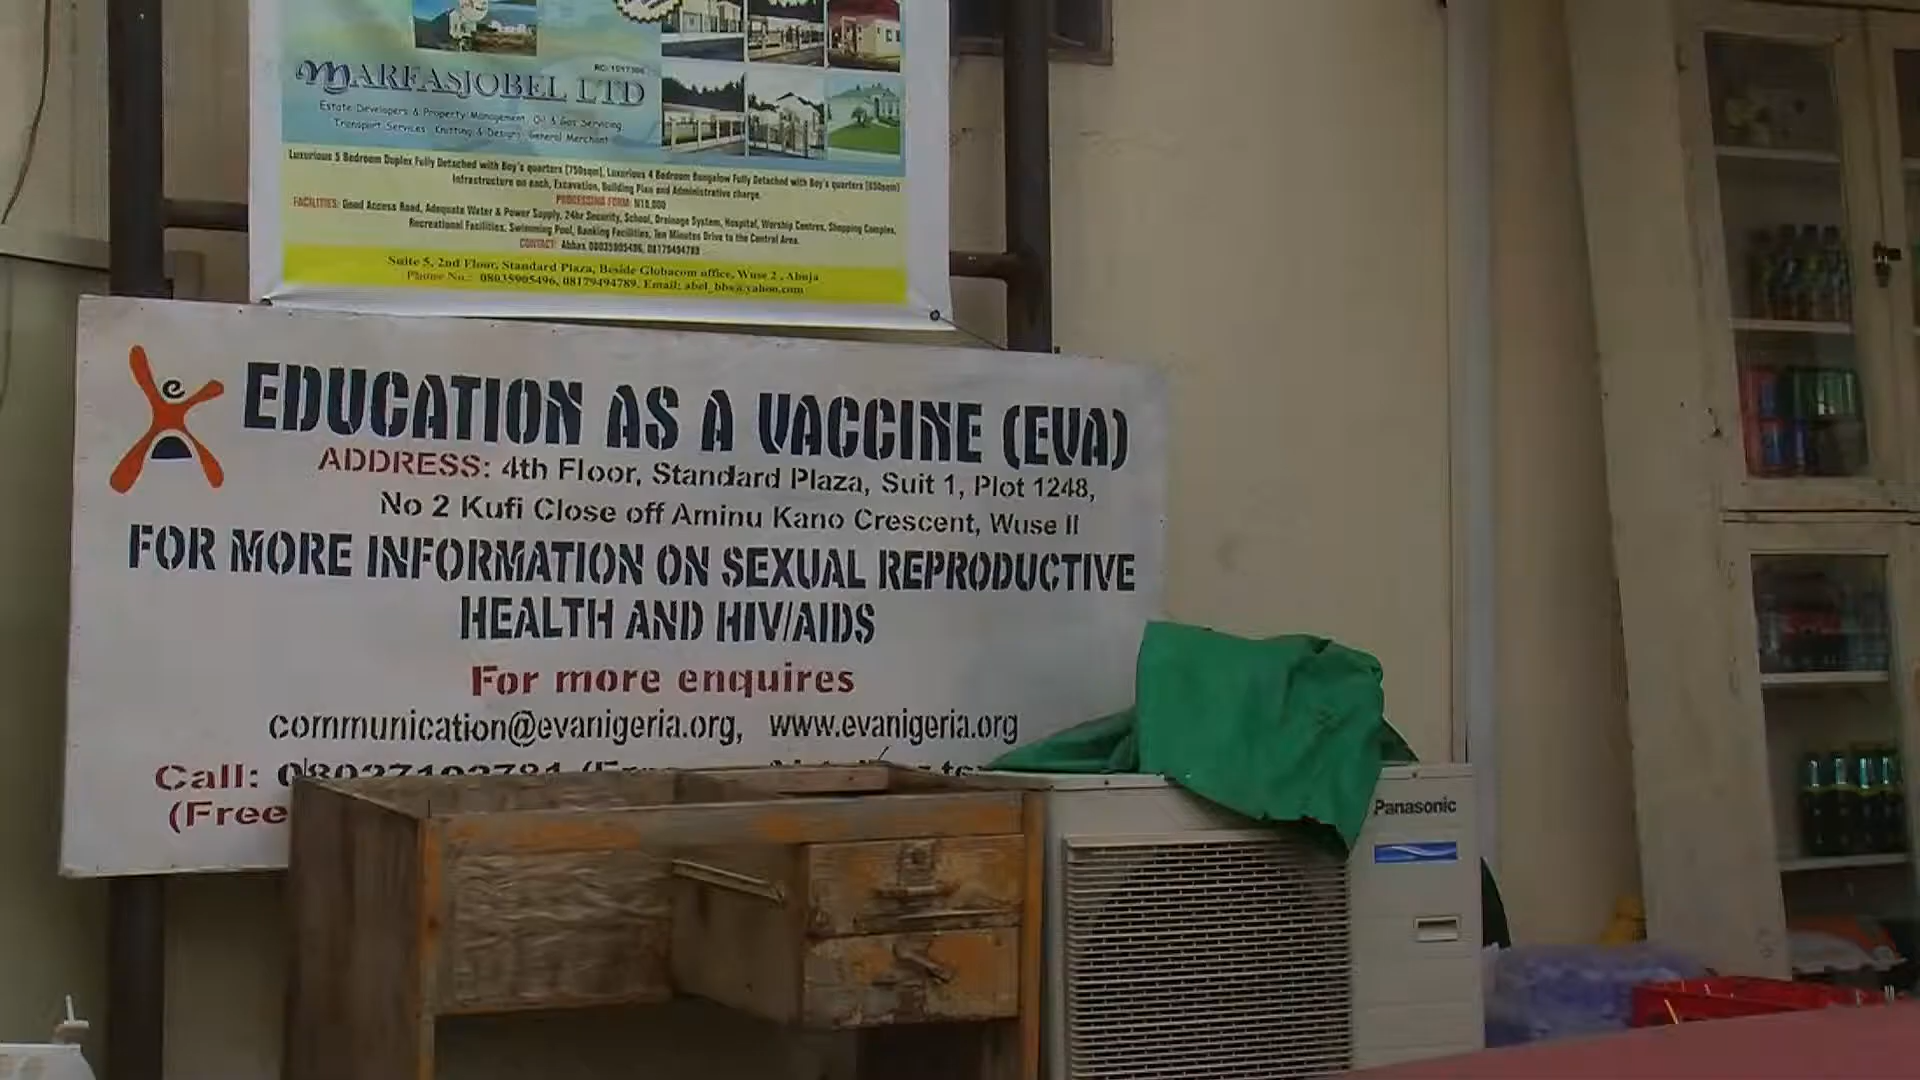 RC: 1017306
MARFASJOBEL LTD
Estate Developers & Property Management, Oil & Gas Servicing
Transport Services, Knitting & Design, General Merchant
Luxurious 5 Bedroom Duplex Fully Detached with Boy's quarters (750sqm), Luxurious 4 Bedroom Bungalow Fully Detached with Boy's quarters (650sqm)
Infrastructure on each, Excavation, Building Plan and Administrative charge.
PROCESSING FORM: N10,000
FACILITIES: Good Access Road, Adequate Water & Power Supply, 24hr Security, School, Drainage System, Hospital, Worship Centres, Shopping Complex,
Recreational Facilities, Swimming Pool, Banking Facilities, Ten Minutes Drive to the Central Area.
CONTACT: Abbas 08035905496, 08179494789
Suite 5, 2nd Floor, Standard Plaza, Beside Globacom office, Wuse 2, Abuja
Phone No.: 08035905496, 08179494789. Email: abel_bbs@yahoo.com
e
EDUCATION AS A VACCINE (EVA)
ADDRESS: 4th Floor, Standard Plaza, Suit 1, Plot 1248,
No 2 Kufi Close off Aminu Kano Crescent, Wuse II
FOR MORE INFORMATION ON SEXUAL REPRODUCTIVE
HEALTH AND HIV/AIDS
For more enquires
communication@evanigeria.org, www.evanigeria.org
Call: 08027192781
(Free
Panasonic